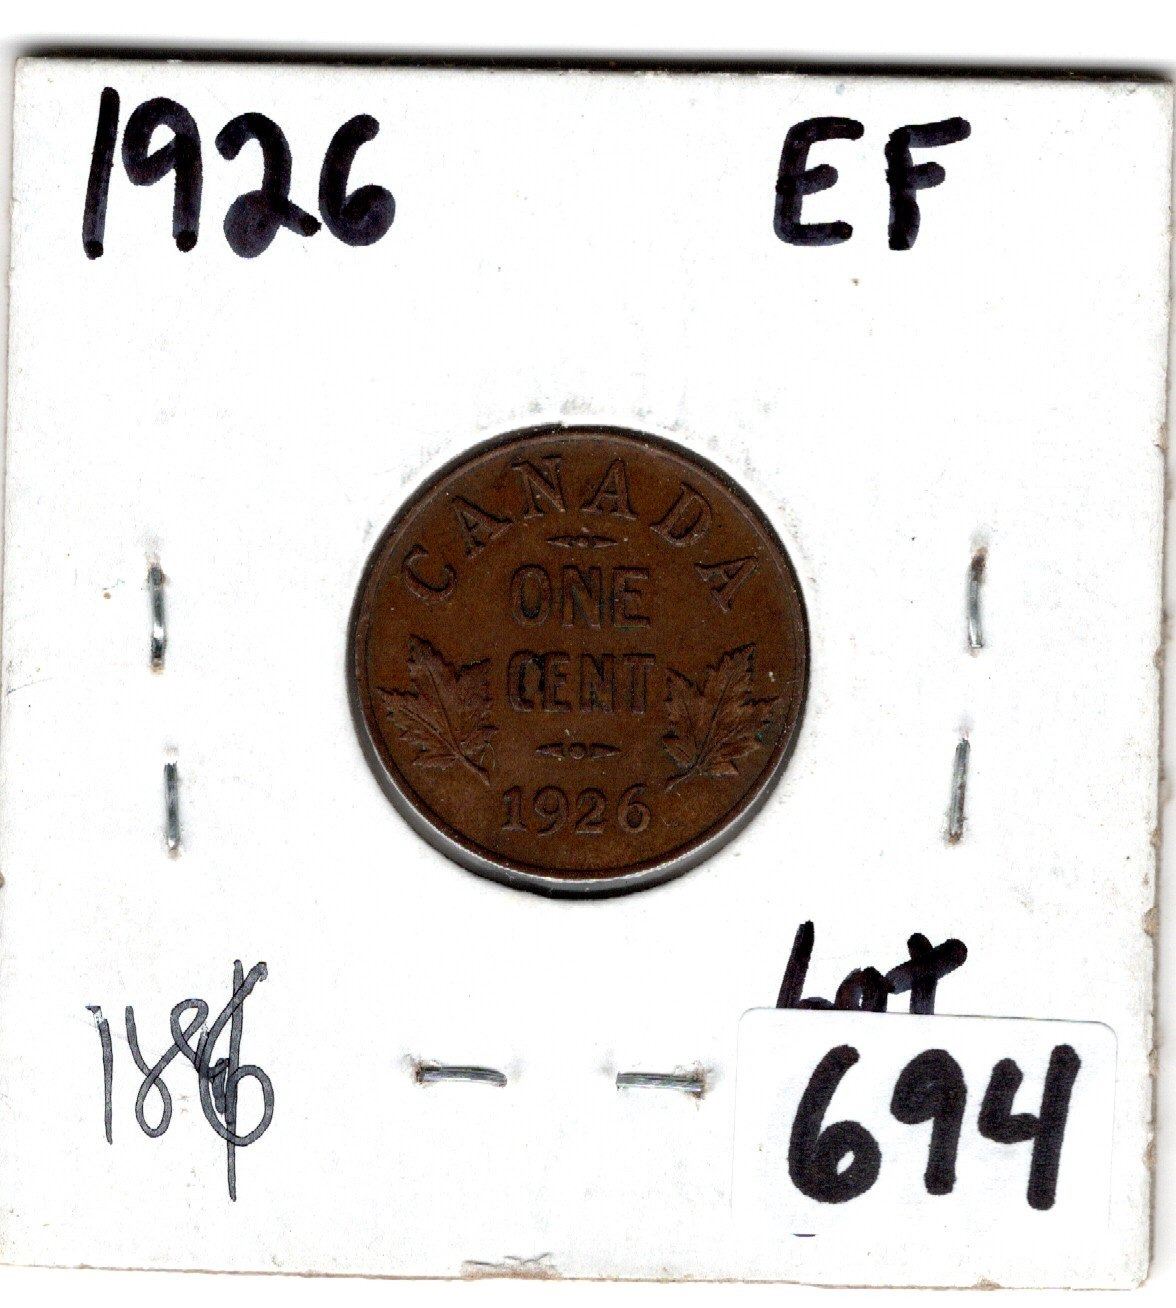 1926 EF
CANADA
ONE
CENT
1926
Lot
694